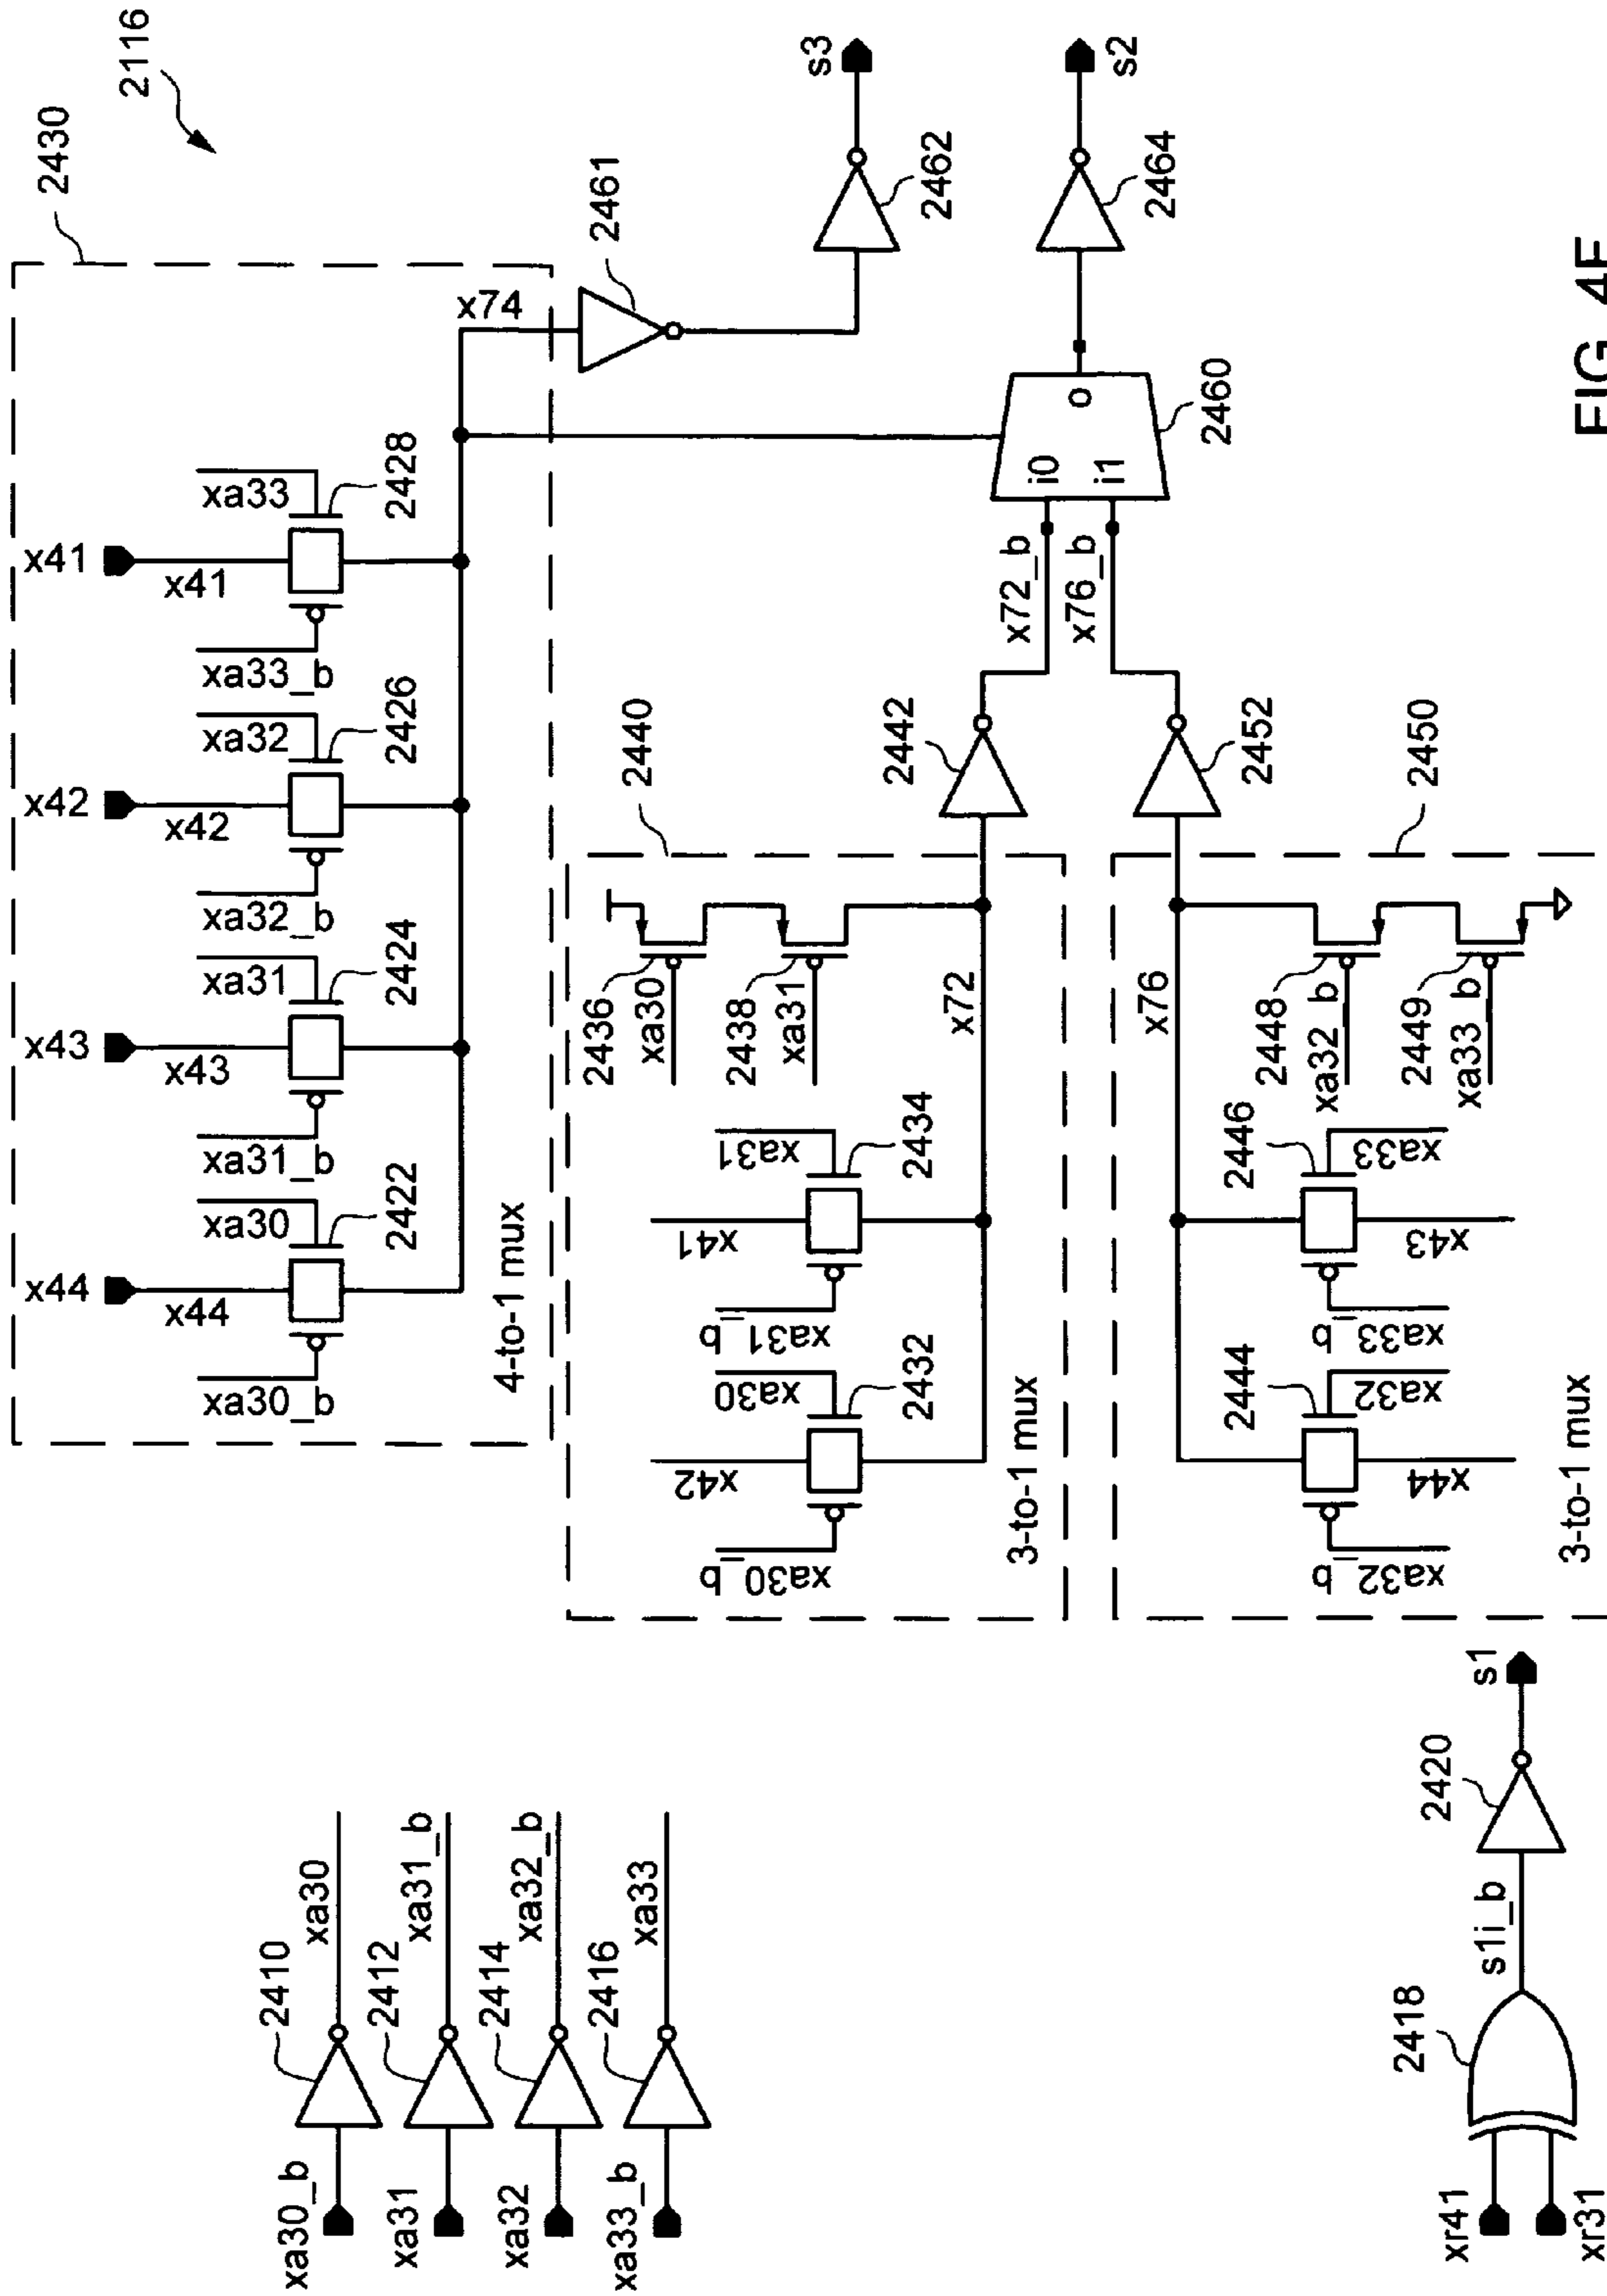 2116
2430
x44
x43
x42
x41
x44
x43
x42
x41
xa30_b
xa30
xa31_b
xa31
xa32_b
xa32
xa33_b
xa33
2422
2424
2426
2428
4-to-1 mux
x74
2461
s3
2462
s2
2464
2440
2436
xa30
2438
xa31
x42
x41
xa30_b
xa30
xa31_b
xa31
2432
2434
x72
3-to-1 mux
2442
x72_b
x76_b
i0
i1
o
2460
2452
2450
x76
2444
2446
2448
xa32_b
2449
xa33_b
xa32_b
xa32
xa33_b
xa33
x44
x43
3-to-1 mux
xa30_b
2410
xa30
xa31
2412
xa31_b
xa32
2414
xa32_b
xa33_b
2416
xa33
xr41
xr31
2418
s1i_b
2420
s1